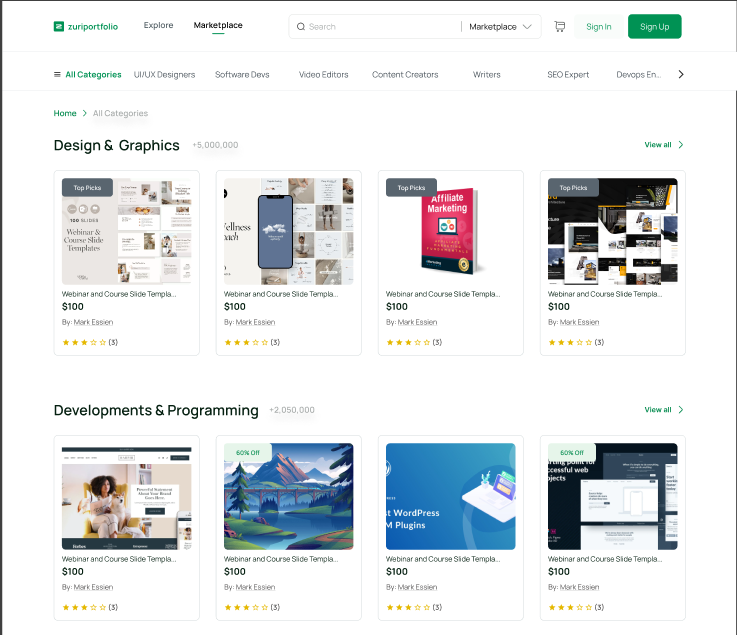 zuriportfolio
Explore
Marketplace
Search
Marketplace
Sign In
Sign Up
All Categories
UI/UX Designers
Software Devs
Video Editors
Content Creators
Writers
SEO Expert
Devops En...
Home
All Categories
Design & Graphics
+5,000,000
View all
Top Picks
100 SLIDES
Webinar &
Course Slide
Templates
Webinar and Course Slide Templa...
$100
By: Mark Essien
(3)
ellness
oach
Webinar and Course Slide Templa...
$100
By: Mark Essien
(3)
Top Picks
Affiliate
Marketing
Webinar and Course Slide Templa...
$100
By: Mark Essien
(3)
Top Picks
Webinar and Course Slide Templa...
$100
By: Mark Essien
(3)
Developments & Programming
+2,050,000
View all
Powerful Statement
About Your Brand
Goes Here.
Webinar and Course Slide Templa...
$100
By: Mark Essien
(3)
60% Off
Webinar and Course Slide Templa...
$100
By: Mark Essien
(3)
st WordPress
M Plugins
Webinar and Course Slide Templa...
$100
By: Mark Essien
(3)
60% Off
rting point for
ccessful web
ojects
Webinar and Course Slide Templa...
$100
By: Mark Essien
(3)